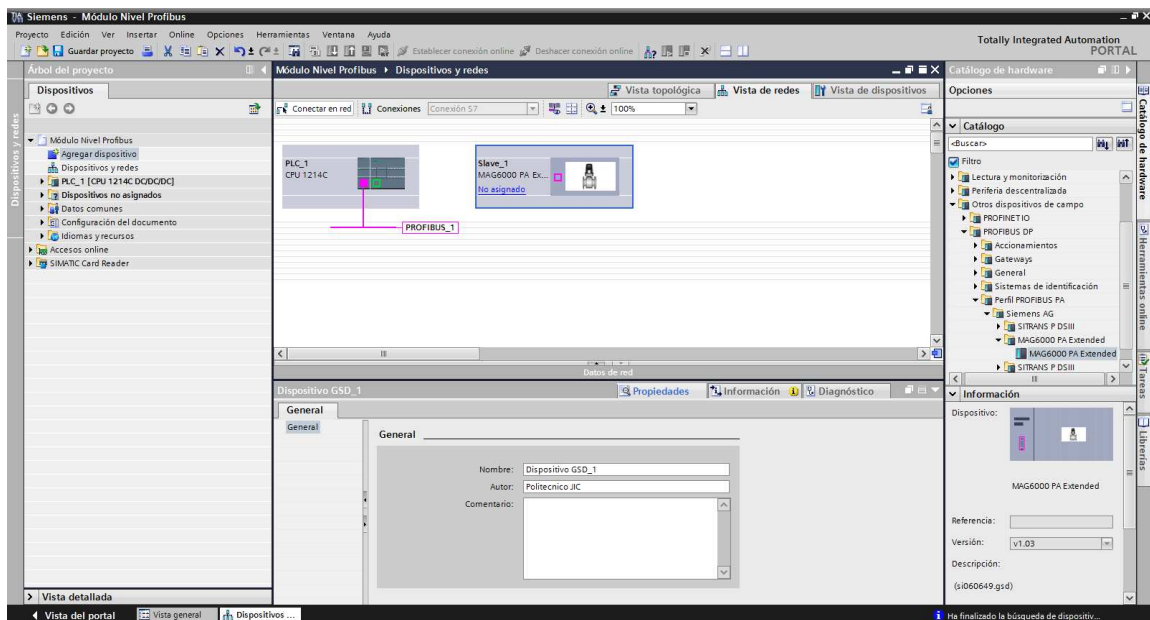 Siemens - Módulo Nivel Profibus
Proyecto Edición Ver Insertar Online Opciones Herramientas Ventana Ayuda
Guardar proyecto
Establecer conexión online
Deshacer conexión online
Totally Integrated Automation
PORTAL
Árbol del proyecto
Dispositivos
Dispositivos y redes
Módulo Nivel Profibus
Agregar dispositivo
Dispositivos y redes
PLC_1 [CPU 1214C DC/DC/DC]
Dispositivos no asignados
Datos comunes
Configuración del documento
Idiomas y recursos
Accesos online
SIMATIC Card Reader
Vista detallada
Módulo Nivel Profibus Dispositivos y redes
Vista topológica
Vista de redes
Vista de dispositivos
Conectar en red
Conexiones
Conexión S7
100%
PLC_1
CPU 1214C
Slave_1
MAG6000 PA Ex...
No asignado
PROFIBUS_1
Datos de red
Dispositivo GSD_1
Propiedades
Información
Diagnóstico
General
General
General
Nombre: Dispositivo GSD_1
Autor: Politecnico JIC
Comentario:
Catálogo de hardware
Opciones
Catálogo
<Buscar>
Filtro
Lectura y monitorización
Periferia descentralizada
Otros dispositivos de campo
PROFINET IO
PROFIBUS DP
Accionamientos
Gateways
General
Sistemas de identificación
Perfil PROFIBUS PA
Siemens AG
SITRANS P DSIII
MAG6000 PA Extended
MAG6000 PA Extended
SITRANS P DSIII
Información
Dispositivo:
MAG6000 PA Extended
Referencia:
Versión: v1.03
Descripción:
(si060649.gsd)
Catálogo de hardware
Herramientas online
Tareas
Librerías
Vista del portal
Vista general
Dispositivos ...
Ha finalizado la búsqueda de dispositiv...